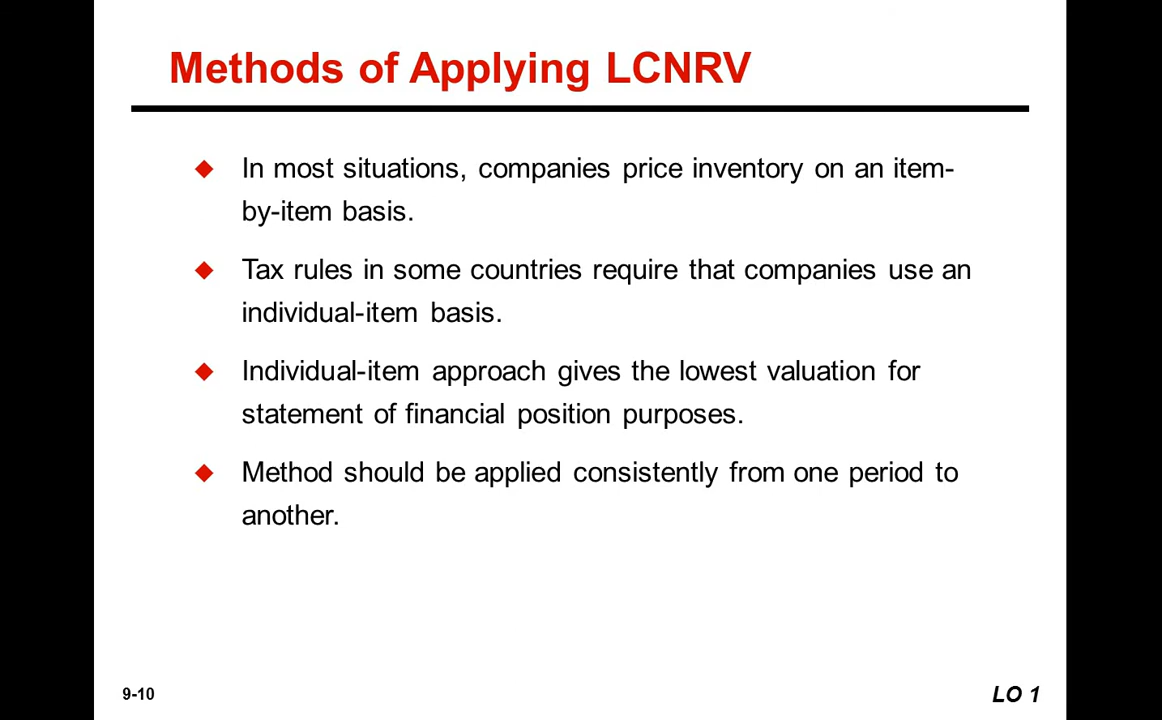 Methods of Applying LCNRV
In most situations, companies price inventory on an item-
by-item basis.
Tax rules in some countries require that companies use an
individual-item basis.
Individual-item approach gives the lowest valuation for
statement of financial position purposes.
Method should be applied consistently from one period to
another.
9-10
LO 1